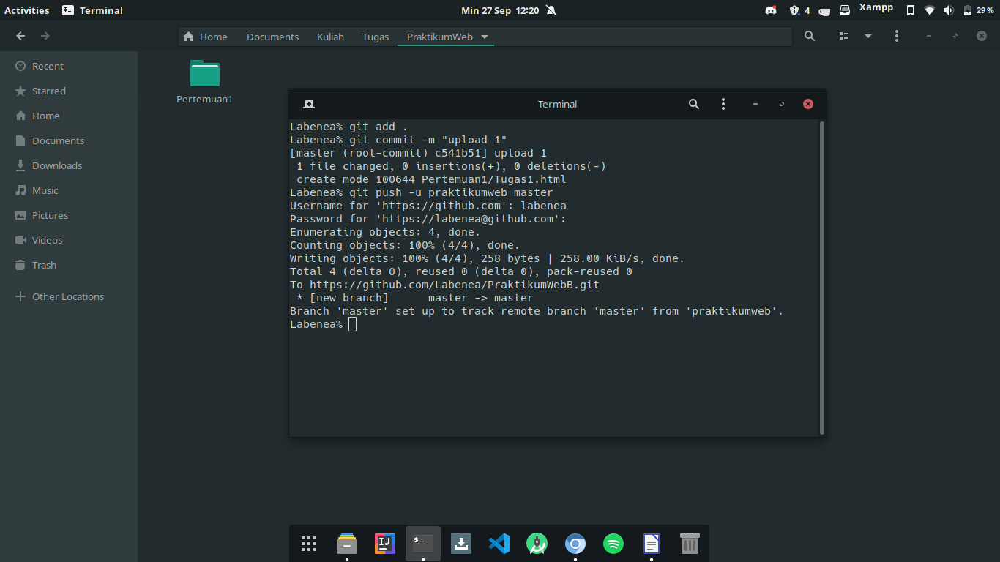 Activities Terminal Min 27 Sep 12:20 4 Xampp 29 %
Home Documents Kuliah Tugas PraktikumWeb
Recent
Starred
Home
Documents
Downloads
Music
Pictures
Videos
Trash
Other Locations
Pertemuan1
Terminal
Labenea% git add .
Labenea% git commit -m "upload 1"
[master (root-commit) c541b51] upload 1
 1 file changed, 0 insertions(+), 0 deletions(-)
 create mode 100644 Pertemuan1/Tugas1.html
Labenea% git push -u praktikumweb master
Username for 'https://github.com': labenea
Password for 'https://labenea@github.com':
Enumerating objects: 4, done.
Counting objects: 100% (4/4), done.
Writing objects: 100% (4/4), 258 bytes | 258.00 KiB/s, done.
Total 4 (delta 0), reused 0 (delta 0), pack-reused 0
To https://github.com/Labenea/PraktikumWebB.git
 * [new branch]      master -> master
Branch 'master' set up to track remote branch 'master' from 'praktikumweb'.
Labenea%
IJ
$_